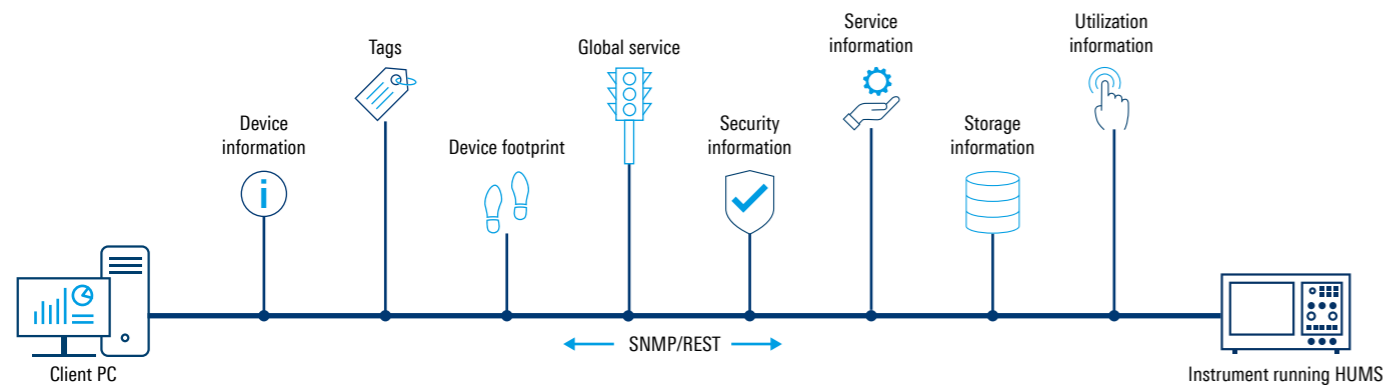 Device
information
Tags
Device footprint
Global service
Security
information
Service
information
Storage
information
Utilization
information
SNMP/REST
Client PC
Instrument running HUMS